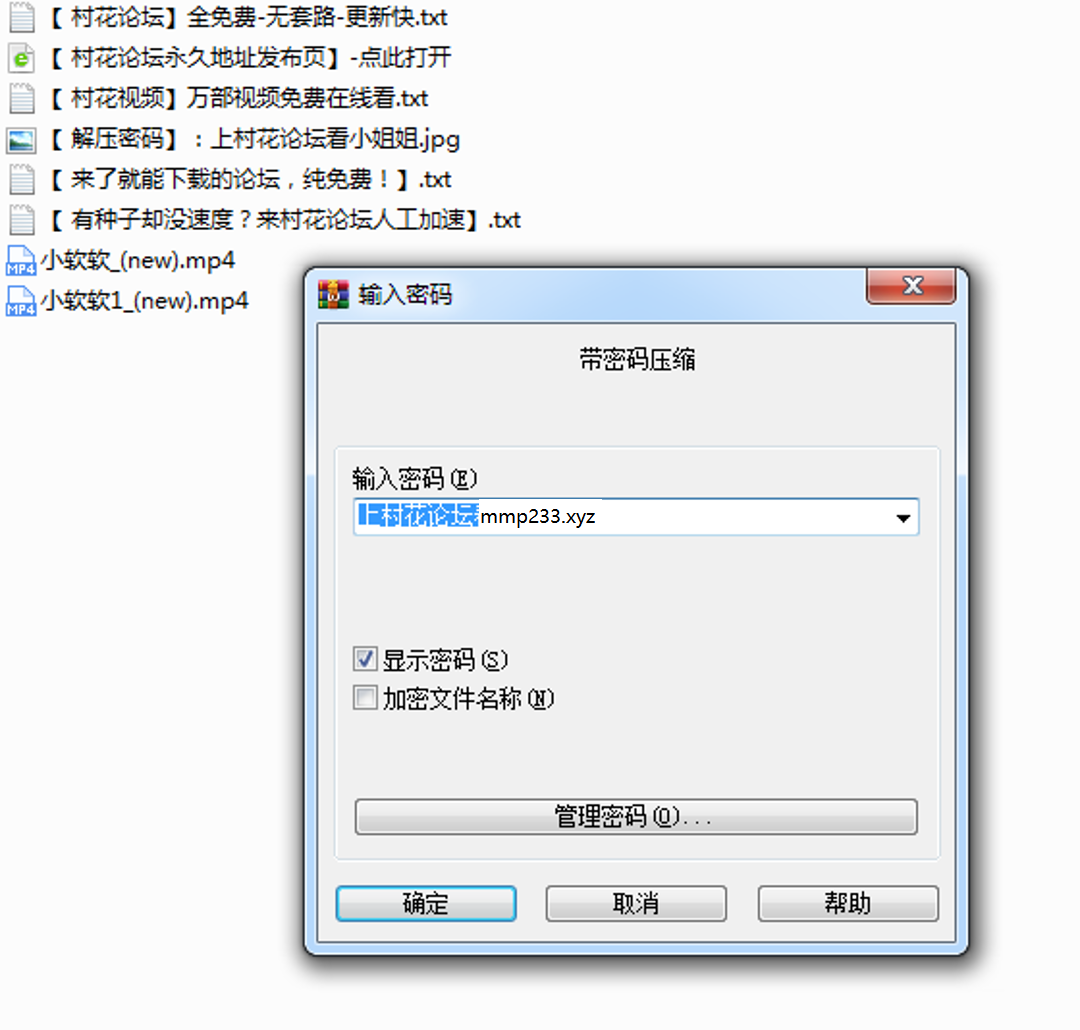 【 村花论坛】全免费-无套路-更新快.txt
【 村花论坛永久地址发布页】-点此打开
【 村花视频】万部视频免费在线看.txt
【 解压密码】：上村花论坛看小姐姐.jpg
【 来了就能下载的论坛，纯免费！】.txt
【 有种子却没速度？来村花论坛人工加速】.txt
小软软_(new).mp4
小软软1_(new).mp4
输入密码
带密码压缩
输入密码(E)
上村花论坛 mmp233.xyz
显示密码(S)
加密文件名称(N)
管理密码(O)...
确定
取消
帮助